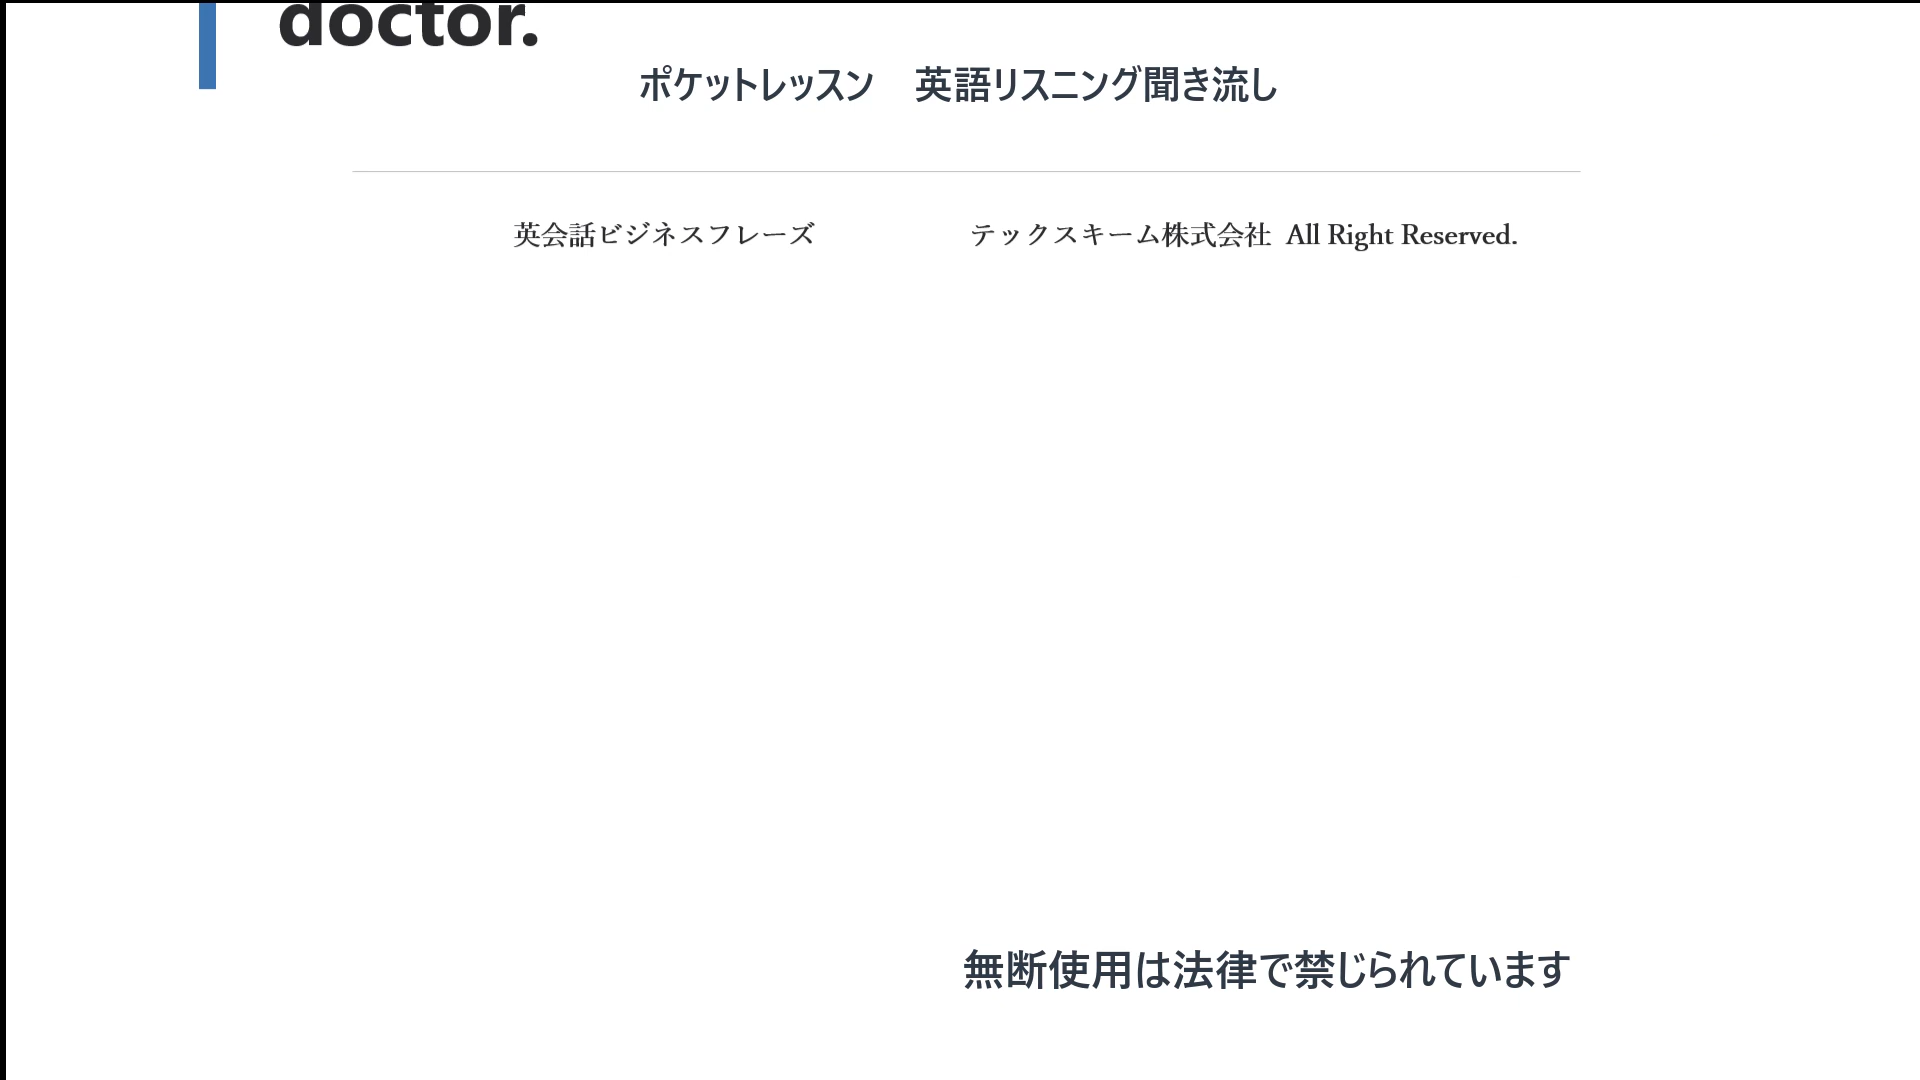 doctor.
ポケットレッスン　英語リスニング聞き流し
英会話ビジネスフレーズ
テックスキーム株式会社 All Right Reserved.
無断使用は法律で禁じられています